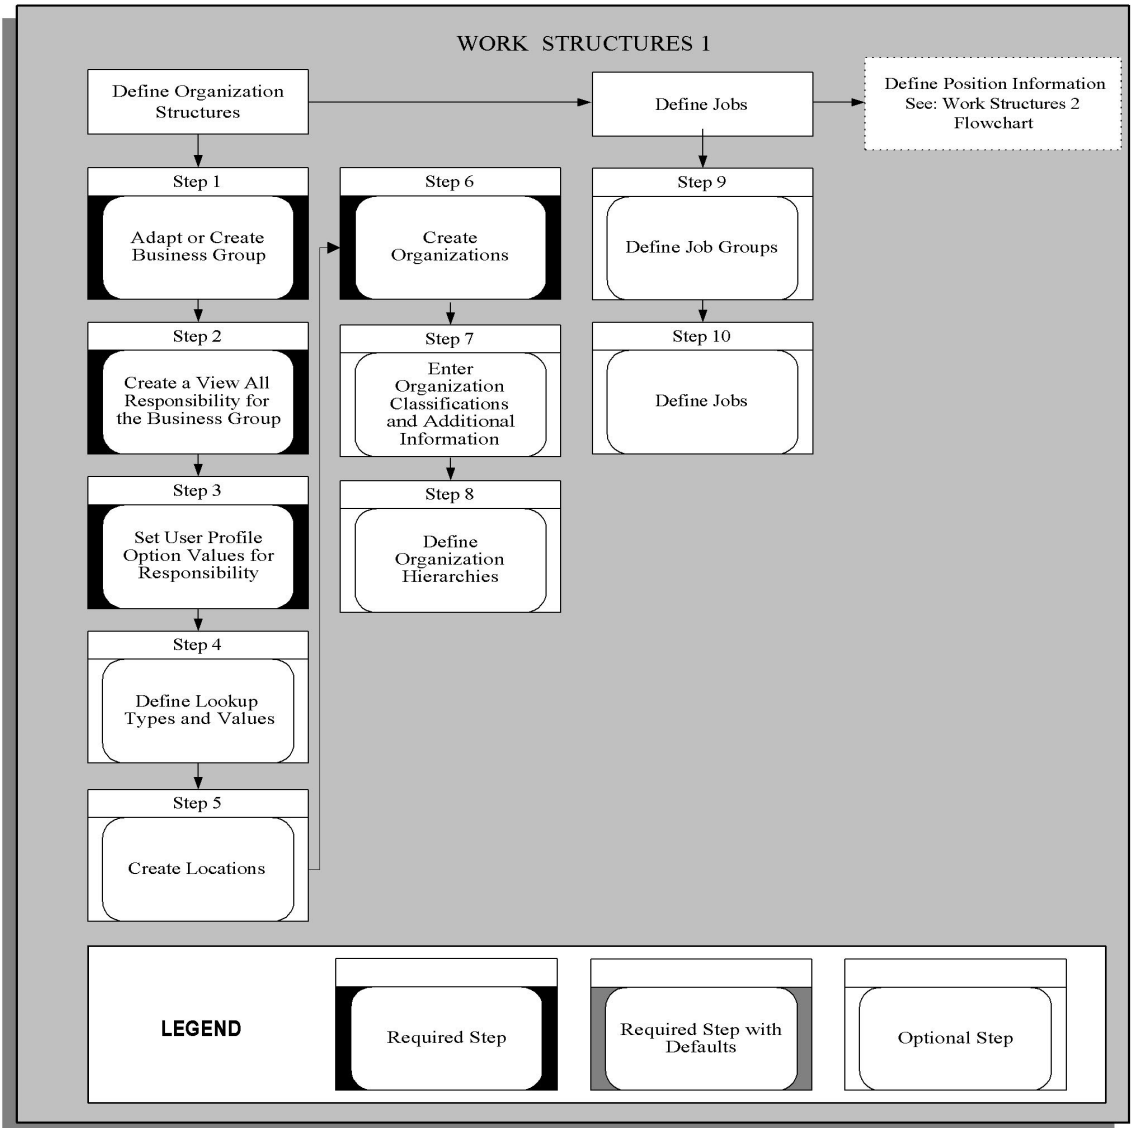 WORK STRUCTURES 1
Define Organization
Structures
Define Jobs
Define Position Information
See: Work Structures 2
Flowchart
Step 1
Adapt or Create
Business Group
Step 2
Create a View All
Responsibility for
the Business Group
Step 3
Set User Profile
Option Values for
Responsibility
Step 4
Define Lookup
Types and Values
Step 5
Create Locations
Step 6
Create
Organizations
Step 7
Enter
Organization
Classifications
and Additional
Information
Step 8
Define
Organization
Hierarchies
Step 9
Define Job Groups
Step 10
Define Jobs
LEGEND
Required Step
Required Step with
Defaults
Optional Step